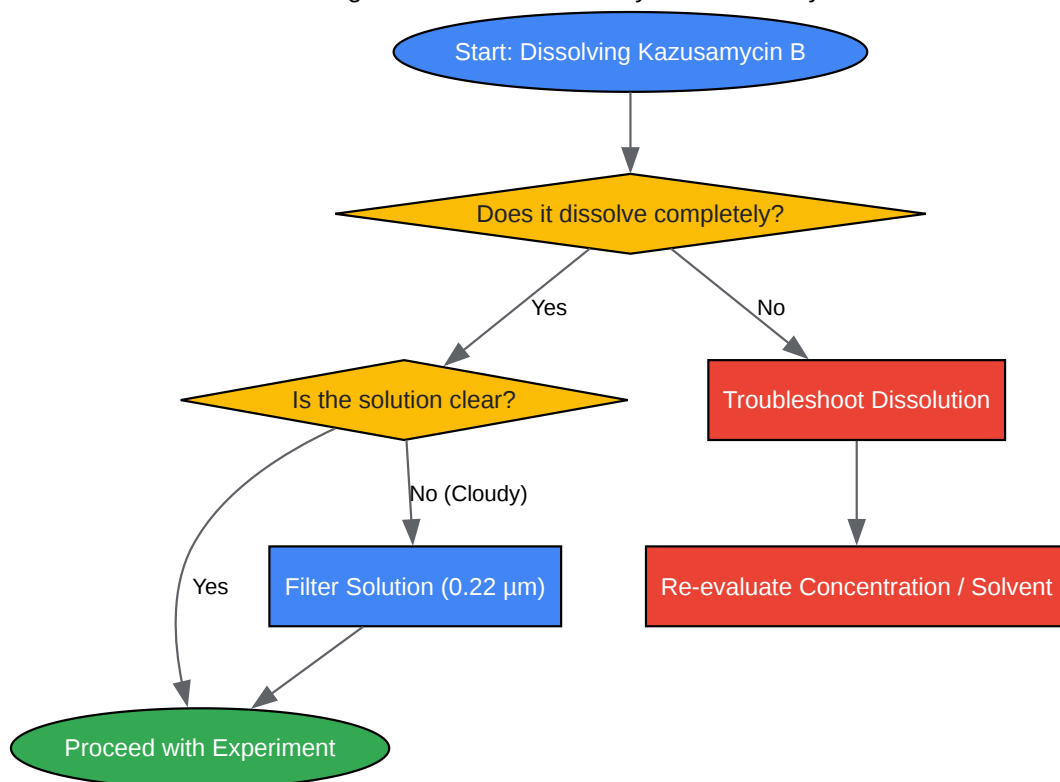 Start: Dissolving Kazusamycin B
Does it dissolve completely?
Yes
No
Is the solution clear?
Troubleshoot Dissolution
No (Cloudy)
Yes
Filter Solution (0.22 µm)
Re-evaluate Concentration / Solvent
Proceed with Experiment